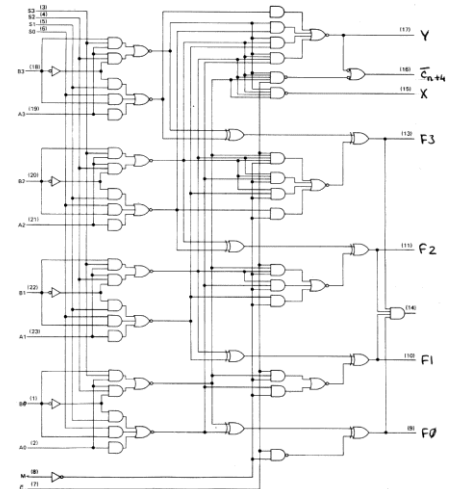 S3 (3)
S2 (4)
S1 (5)
S0 (6)
(17) Y
B3 (18)
(16) C̅n+4
(15) X
A3 (19)
(13) F3
B2 (20)
A2 (21)
(11) F2
B1 (22)
(14)
A1 (23)
(10) F1
B0 (1)
(9) F0
A0 (2)
M (8)
C (7)